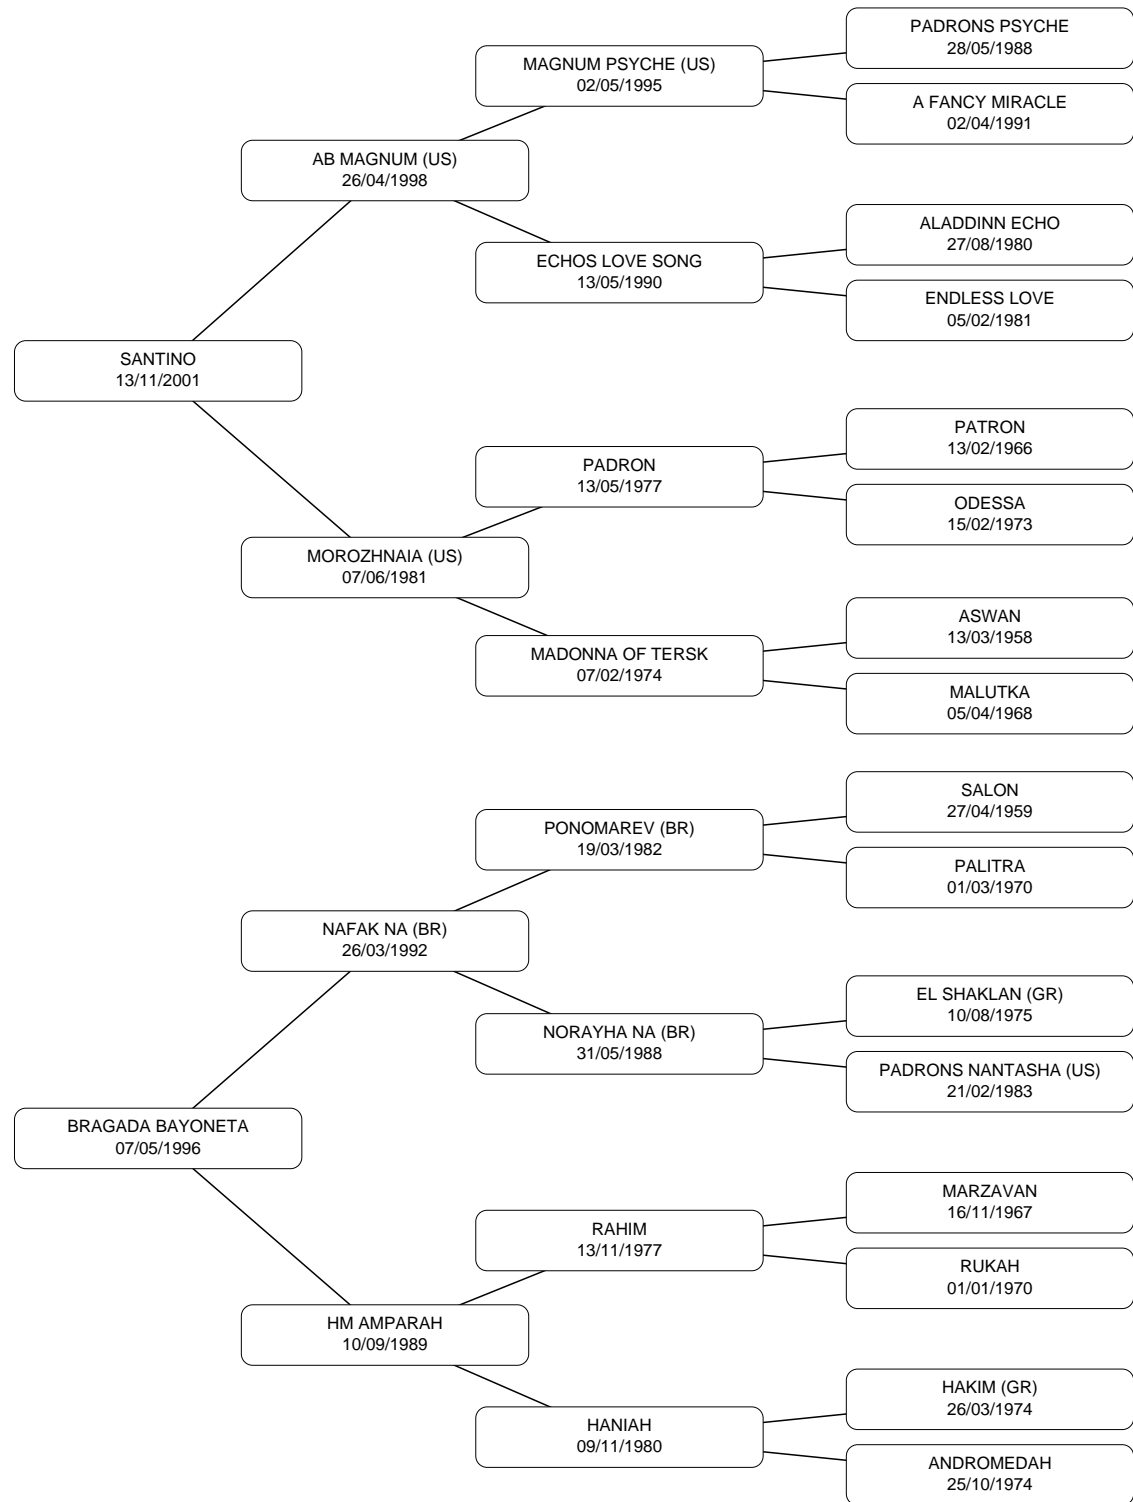 PADRONS PSYCHE
28/05/1988
MAGNUM PSYCHE (US)
02/05/1995
A FANCY MIRACLE
02/04/1991
AB MAGNUM (US)
26/04/1998
ALADDINN ECHO
27/08/1980
ECHOS LOVE SONG
13/05/1990
ENDLESS LOVE
05/02/1981
SANTINO
13/11/2001
PATRON
13/02/1966
PADRON
13/05/1977
ODESSA
15/02/1973
MOROZHNAIA (US)
07/06/1981
ASWAN
13/03/1958
MADONNA OF TERSK
07/02/1974
MALUTKA
05/04/1968
SALON
27/04/1959
PONOMAREV (BR)
19/03/1982
PALITRA
01/03/1970
NAFAK NA (BR)
26/03/1992
EL SHAKLAN (GR)
10/08/1975
NORAYHA NA (BR)
31/05/1988
PADRONS NANTASHA (US)
21/02/1983
BRAGADA BAYONETA
07/05/1996
MARZAVAN
16/11/1967
RAHIM
13/11/1977
RUKAH
01/01/1970
HM AMPARAH
10/09/1989
HAKIM (GR)
26/03/1974
HANIAH
09/11/1980
ANDROMEDAH
25/10/1974